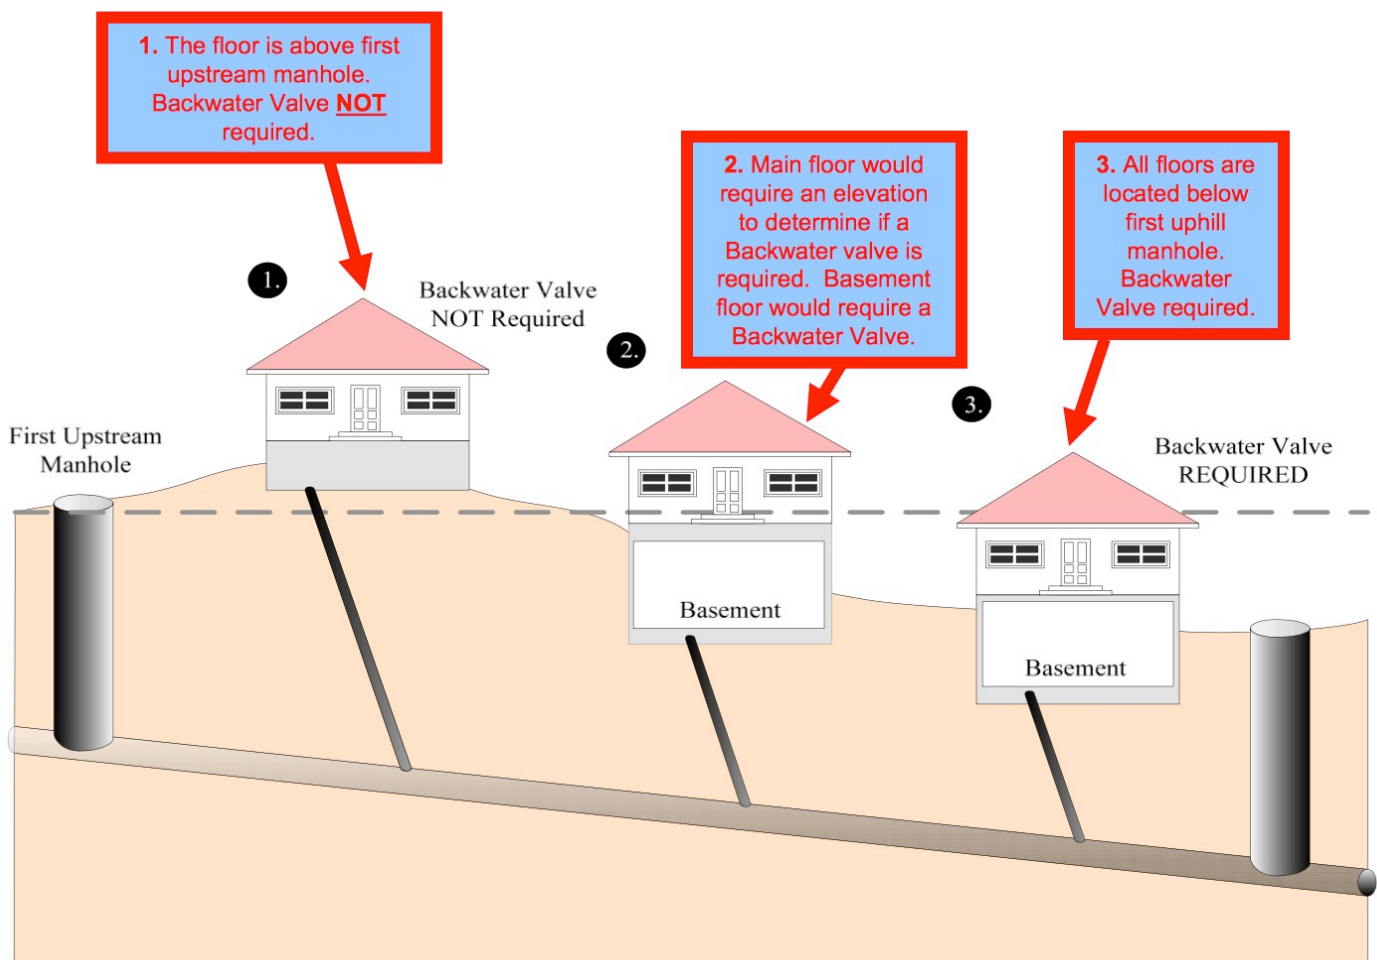 1. The floor is above first
upstream manhole.
Backwater Valve NOT
required.
2. Main floor would
require an elevation
to determine if a
Backwater valve is
required. Basement
floor would require a
Backwater Valve.
3. All floors are
located below
first uphill
manhole.
Backwater
Valve required.
1.
Backwater Valve
NOT Required
2.
3.
First Upstream
Manhole
Backwater Valve
REQUIRED
Basement
Basement